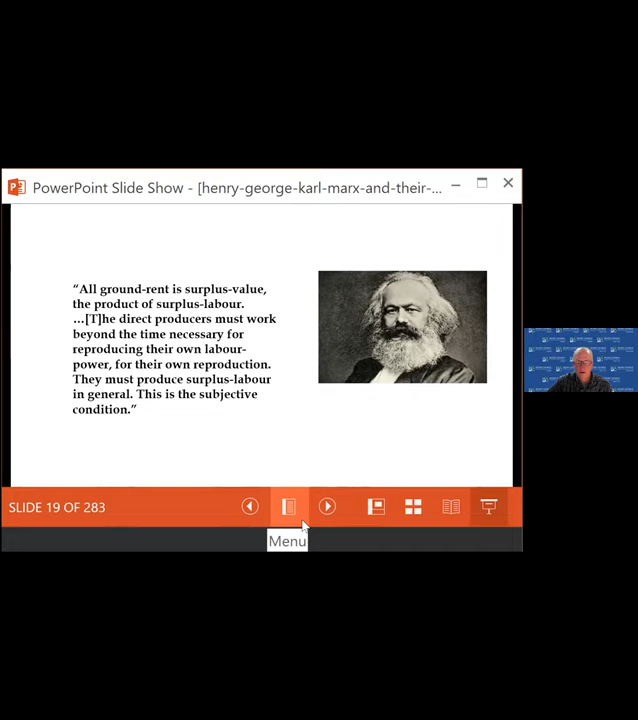 PowerPoint Slide Show - [henry-george-karl-marx-and-their-...
“All ground-rent is surplus-value,
the product of surplus-labour.
…[T]he direct producers must work
beyond the time necessary for
reproducing their own labour-
power, for their own reproduction.
They must produce surplus-labour
in general. This is the subjective
condition.”
SLIDE 19 OF 283
Menu